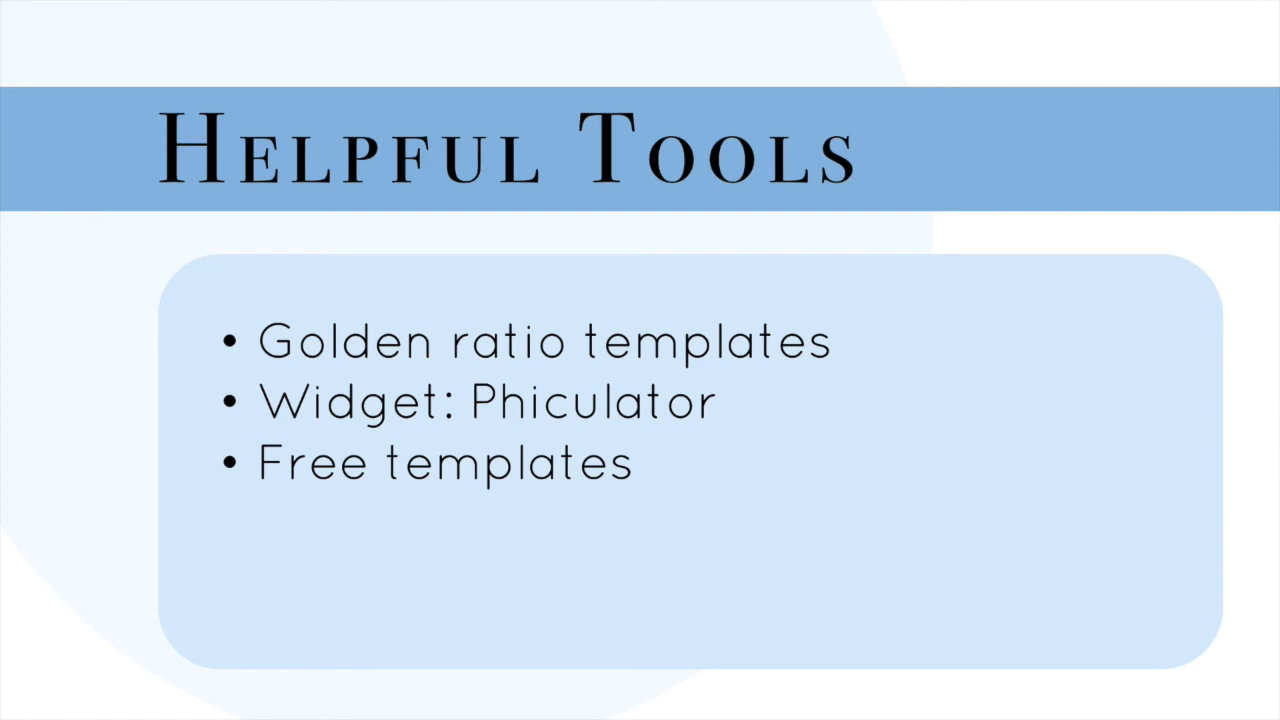 Helpful Tools
• Golden ratio templates
• Widget: Phiculator
• Free templates